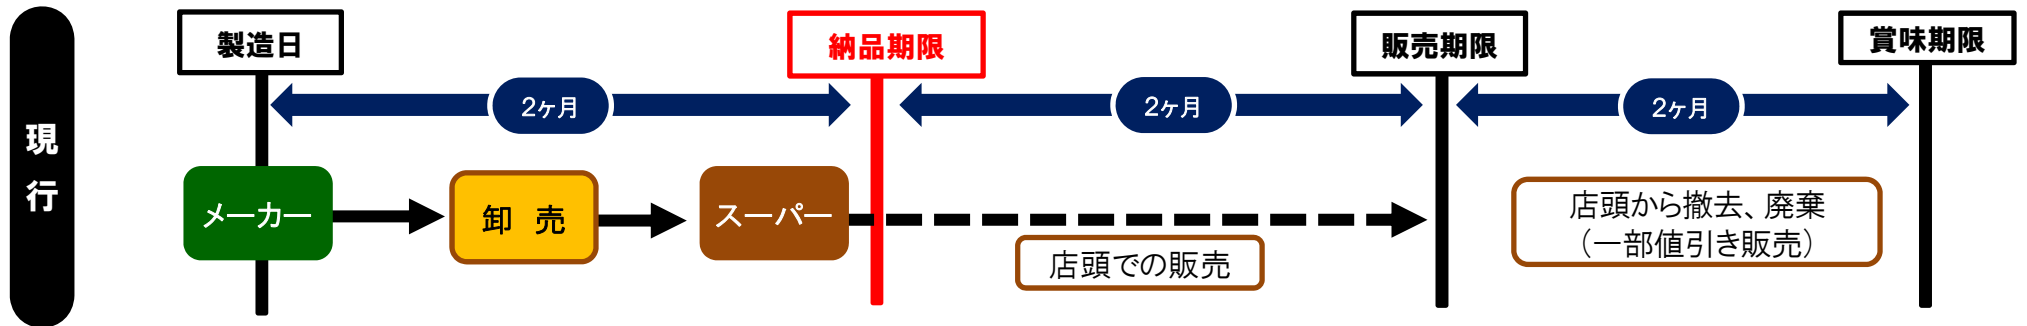 現行
製造日
納品期限
販売期限
賞味期限
2ヶ月
2ヶ月
2ヶ月
メーカー
卸　売
スーパー
店頭での販売
店頭から撤去、廃棄
（一部値引き販売）